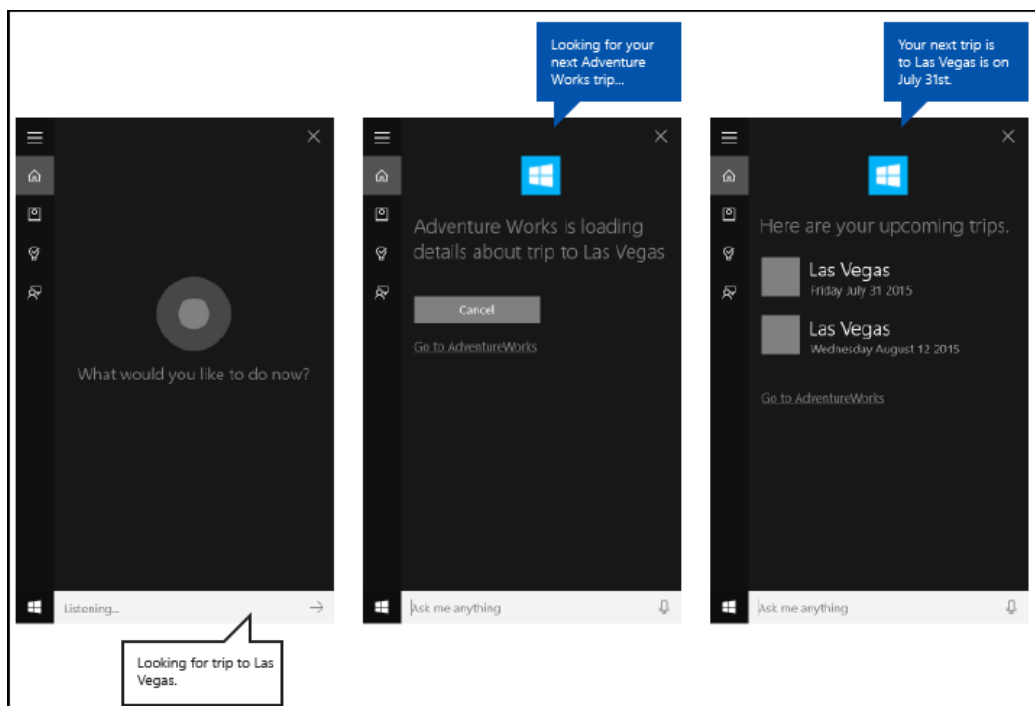 Looking for your
next Adventure
Works trip...
Your next trip is
to Las Vegas is on
July 31st.
What would you like to do now?
Listening...
Looking for trip to Las
Vegas.
Adventure Works is loading
details about trip to Las Vegas
Cancel
Go to AdventureWorks
Ask me anything
Here are your upcoming trips.
Las Vegas
Friday July 31 2015
Las Vegas
Wednesday August 12 2015
Go to AdventureWorks
Ask me anything